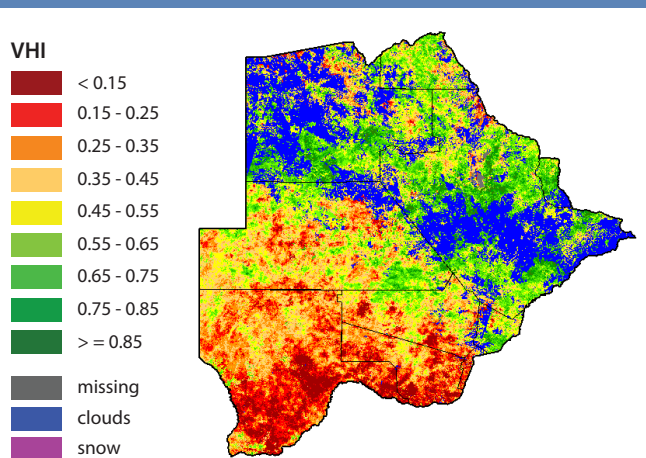 VHI
< 0.15
0.15 - 0.25
0.25 - 0.35
0.35 - 0.45
0.45 - 0.55
0.55 - 0.65
0.65 - 0.75
0.75 - 0.85
> = 0.85
missing
clouds
snow